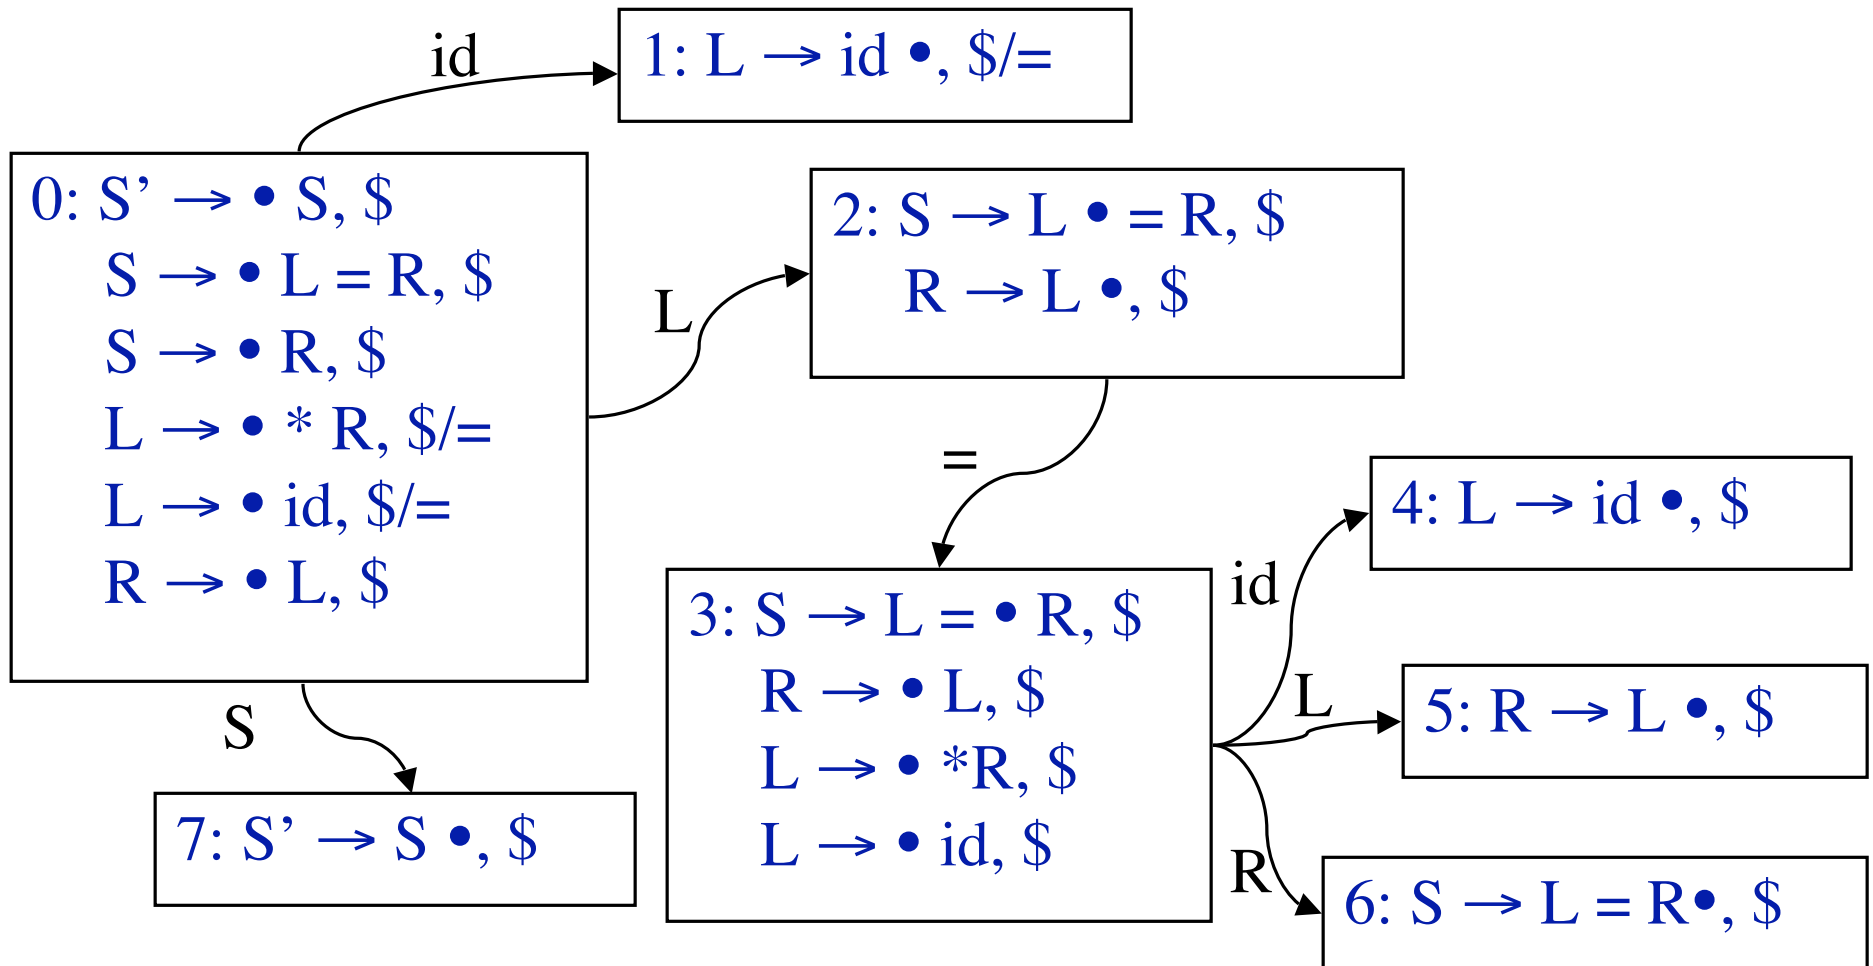 id
1: L → id •, $/=
0: S’ → • S, $
S → • L = R, $
S → • R, $
L → • * R, $/=
L → • id, $/=
R → • L, $
L
2: S → L • = R, $
R → L •, $
=
3: S → L = • R, $
R → • L, $
L → • *R, $
L → • id, $
id
4: L → id •, $
L
5: R → L •, $
R
6: S → L = R•, $
S
7: S’ → S •, $